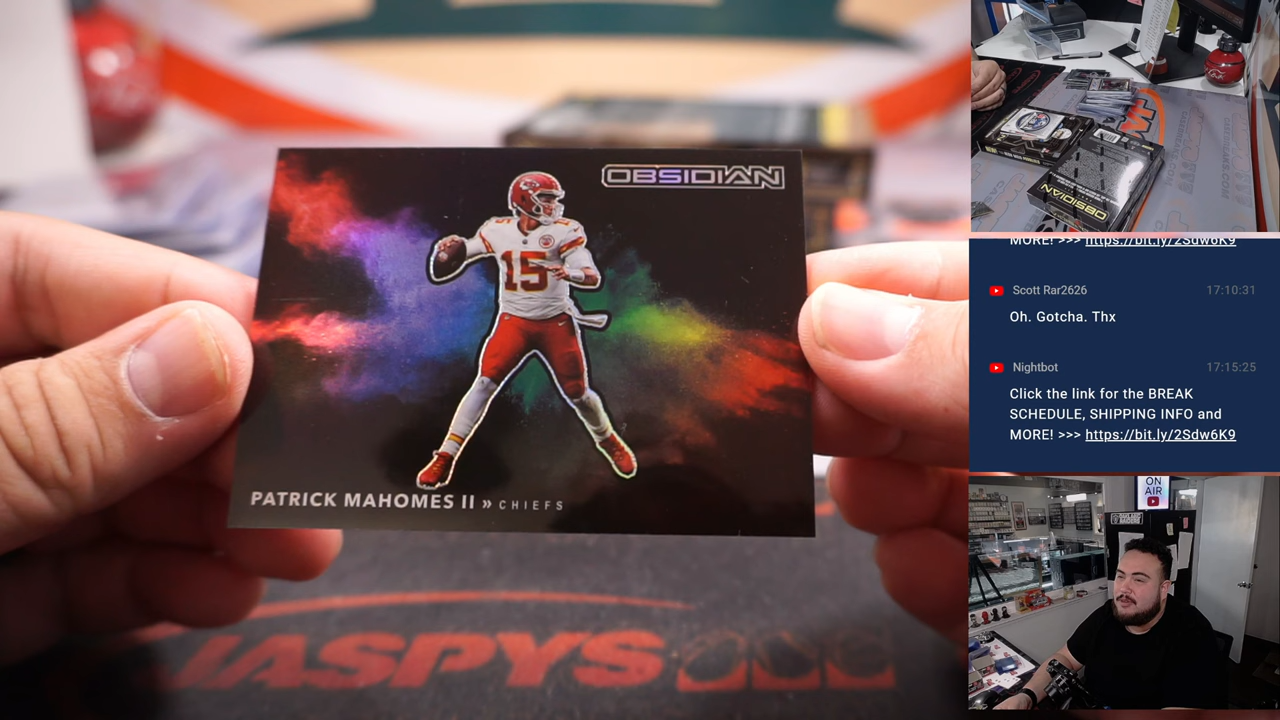 OBSIDIAN
15
PATRICK MAHOMES II » CHIEFS
JASPYS
OBSIDIAN
MORE! >>> https://bit.ly/2Sdw6K9
Scott Rar2626 17:10:31
Oh. Gotcha. Thx
Nightbot 17:15:25
Click the link for the BREAK
SCHEDULE, SHIPPING INFO and
MORE! >>> https://bit.ly/2Sdw6K9
ON
AIR